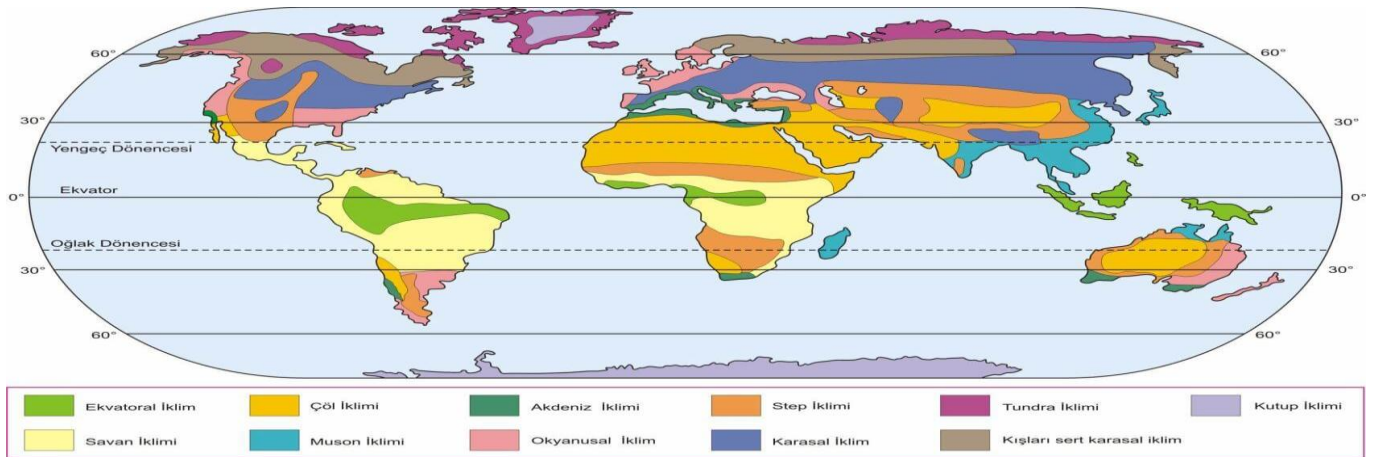 60° 60°
30° 30°
Yengeç Dönencesi
Ekvator
0° 0°
Oğlak Dönencesi
30° 30°
60° 60°
Ekvatoral İklim Çöl İklimi Akdeniz İklimi Step İklimi Tundra İklimi Kutup İklimi
Savan İklimi Muson İklimi Okyanusal İklim Karasal İklim Kışları sert karasal iklim